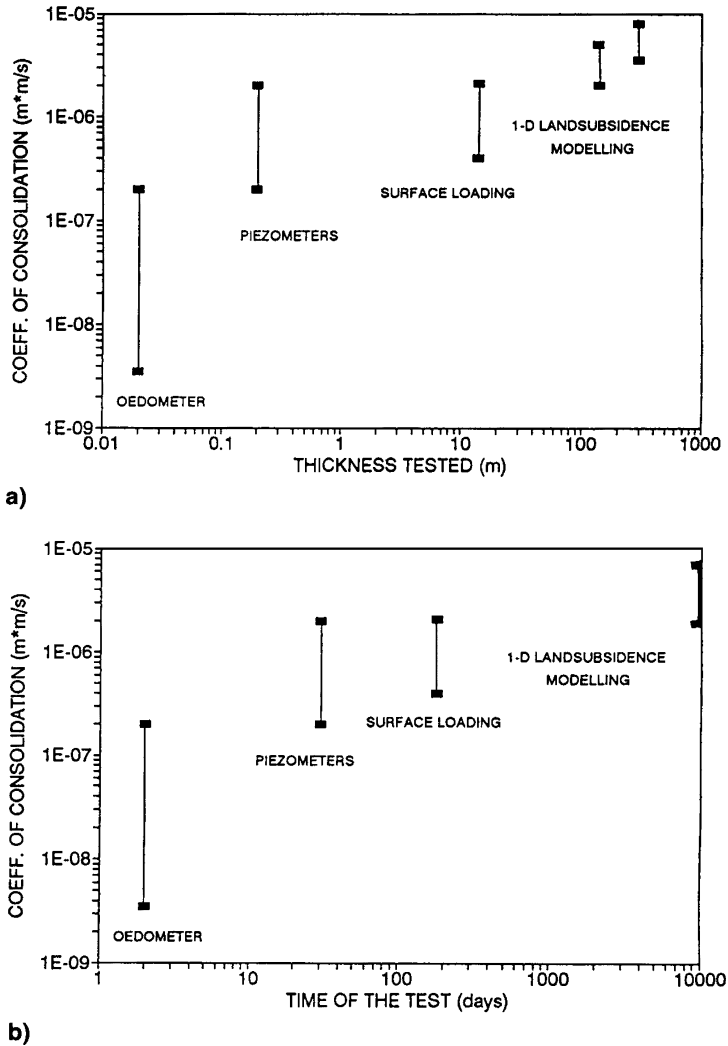 1E-05
1E-06
1E-07
1E-08
1E-09
COEFF. OF CONSOLIDATION (m*m/s)
1-D LANDSUBSIDENCE
MODELLING
SURFACE LOADING
PIEZOMETERS
OEDOMETER
0.01 0.1 1 10 100 1000
THICKNESS TESTED (m)
a)
1E-05
1E-06
1E-07
1E-08
1E-09
COEFF. OF CONSOLIDATION (m*m/s)
1-D LANDSUBSIDENCE
MODELLING
SURFACE LOADING
PIEZOMETERS
OEDOMETER
1 10 100 1000 10000
TIME OF THE TEST (days)
b)